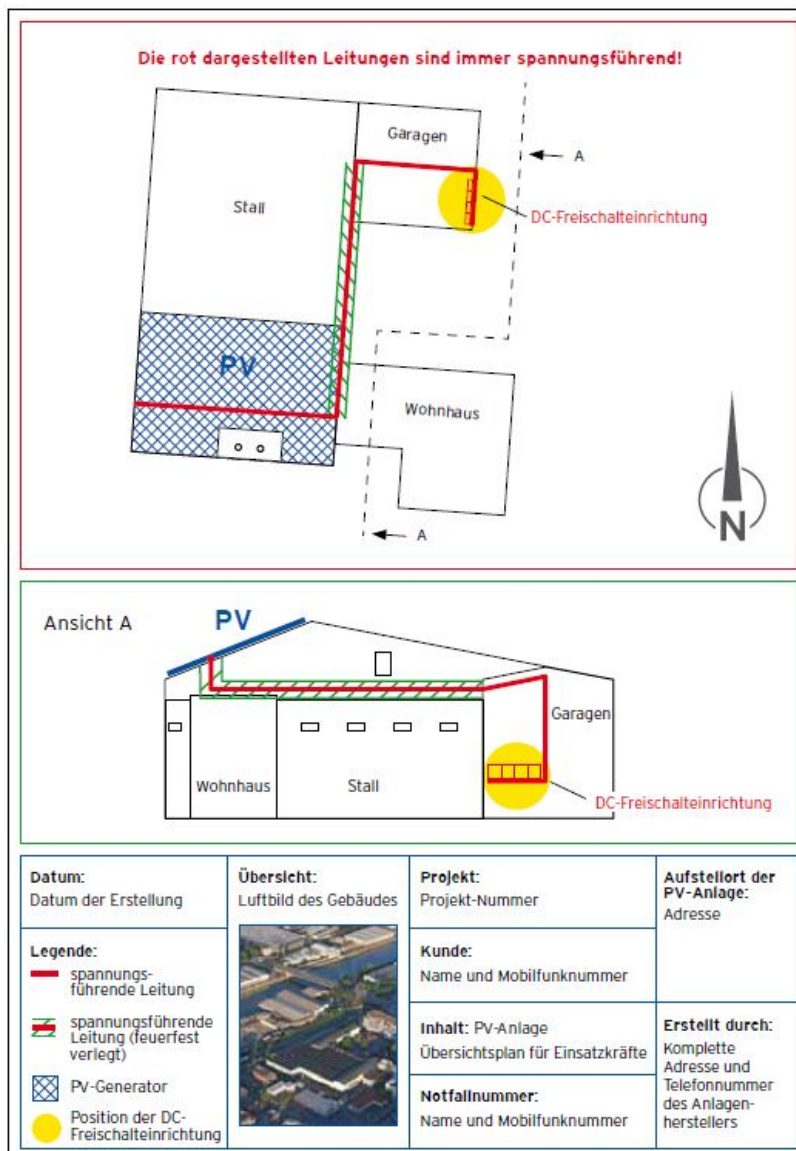 Die rot dargestellten Leitungen sind immer spannungsführend!
Garagen
A
Stall
DC-Freischalteinrichtung
PV
Wohnhaus
A
N
Ansicht A
PV
Garagen
Wohnhaus
Stall
DC-Freischalteinrichtung
Datum:
Datum der Erstellung
Übersicht:
Luftbild des Gebäudes
Projekt:
Projekt-Nummer
Aufstellort der
PV-Anlage:
Adresse
Legende:
spannungs-
führende Leitung
spannungsführende
Leitung (feuerfest
verlegt)
PV-Generator
Position der DC-
Freischalteinrichtung
Kunde:
Name und Mobilfunknummer
Inhalt: PV-Anlage
Übersichtsplan für Einsatzkräfte
Notfallnummer:
Name und Mobilfunknummer
Erstellt durch:
Komplette
Adresse und
Telefonnummer
des Anlagen-
herstellers